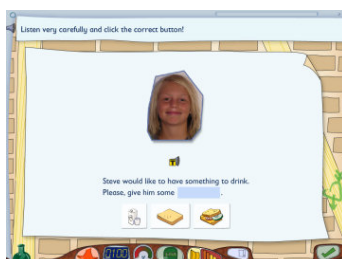 Listen very carefully and click the correct button!
Steve would like to have something to drink.
Please, give him some .